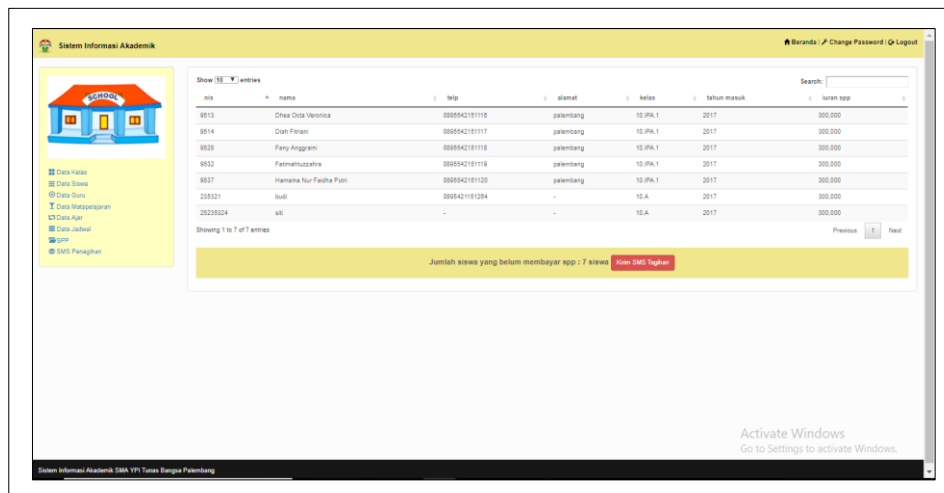 Sistem Informasi Akademik
Beranda | Change Password | Logout
SCHOOL
Data Kelas
Data Siswa
Data Guru
Data Matapelajaran
Data Ajar
Data Jadwal
SPP
SMS Penagihan
Show 10 entries
Search:
nis nama telp alamat kelas tahun masuk iuran spp
9513 Dhea Octa Veronica 0895542151116 palembang 10.IPA.1 2017 300,000
9514 Diah Fitriani 0895542151117 palembang 10.IPA.1 2017 300,000
9528 Feny Anggraini 0895542151118 palembang 10.IPA.1 2017 300,000
9532 Fatimahtuzzahra 0895542151119 palembang 10.IPA.1 2017 300,000
9537 Hamaina Nur Faidha Putri 0895542151120 palembang 10.IPA.1 2017 300,000
235321 budi - 10.A 2017 300,000
25235324 siti - - 10.A 2017 300,000
Showing 1 to 7 of 7 entries
Previous 1 Next
Jumlah siswa yang belum membayar spp : 7 siswa Kirim SMS Tagihan
Activate Windows
Go to Settings to activate Windows.
Sistem Informasi Akademik SMA YPI Tunas Bangsa Palembang